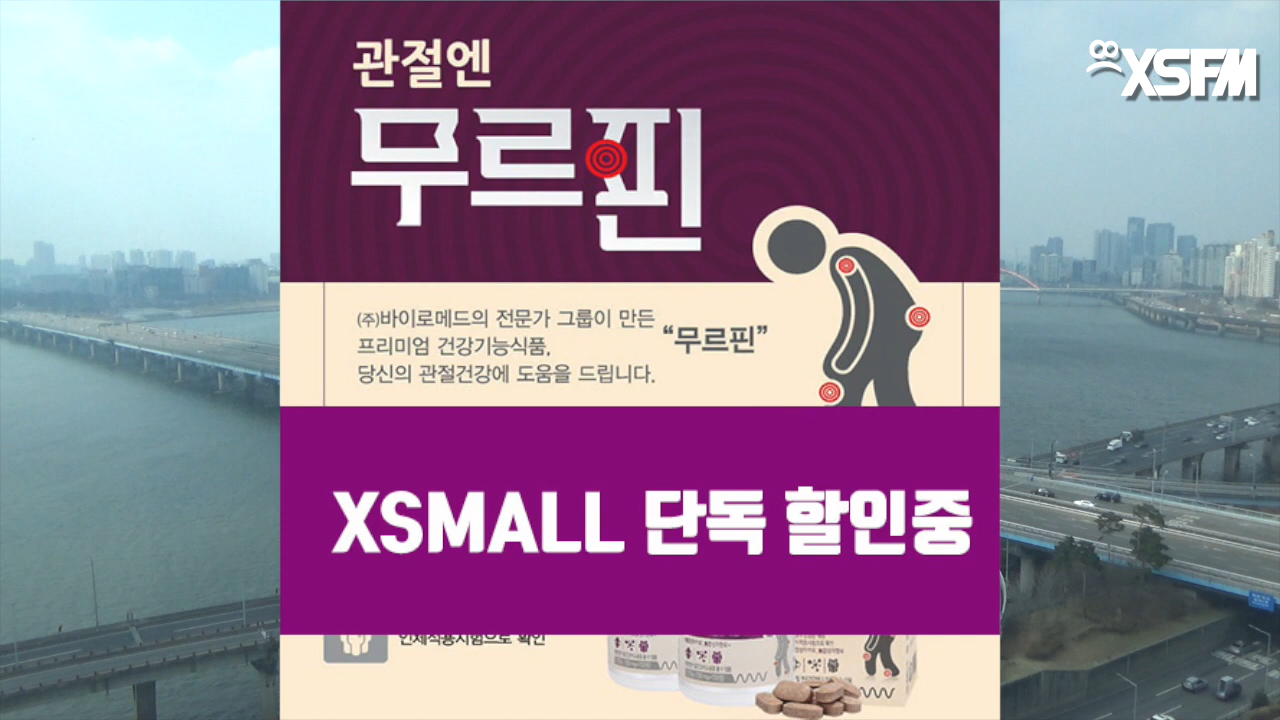 관절엔
무르핀
XSFM
(주)바이로메드의 전문가 그룹이 만든
프리미엄 건강기능식품,
당신의 관절건강에 도움을 드립니다.
“무르핀”
XSMALL 단독 할인중
인체적용시험으로 확인